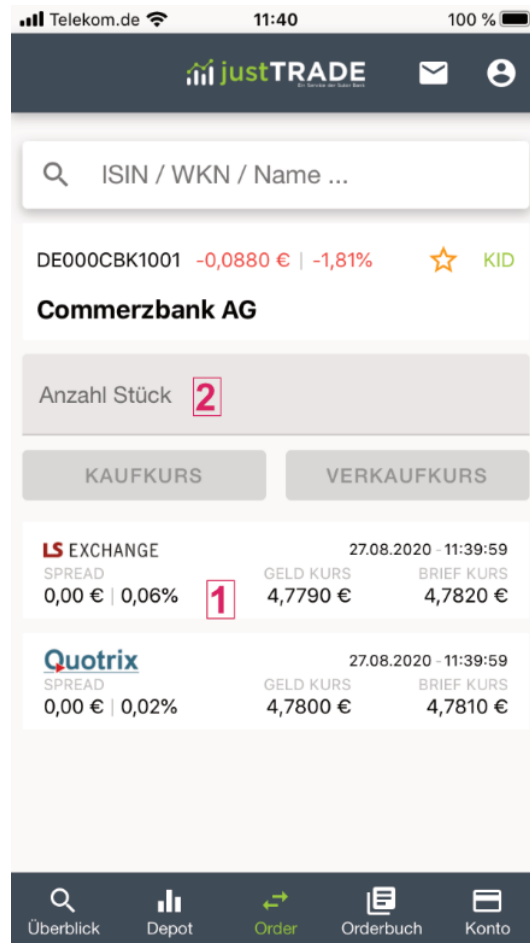 Telekom.de 11:40 100 %
justTRADE
ISIN / WKN / Name ...
DE000CBK1001 -0,0880 € | -1,81% KID
Commerzbank AG
Anzahl Stück 2
KAUFKURS VERKAUFKURS
LS EXCHANGE 27.08.2020 - 11:39:59
SPREAD GELD KURS BRIEF KURS
0,00 € | 0,06% 1 4,7790 € 4,7820 €
Quotrix 27.08.2020 - 11:39:59
SPREAD GELD KURS BRIEF KURS
0,00 € | 0,02% 4,7800 € 4,7810 €
Überblick Depot Order Orderbuch Konto